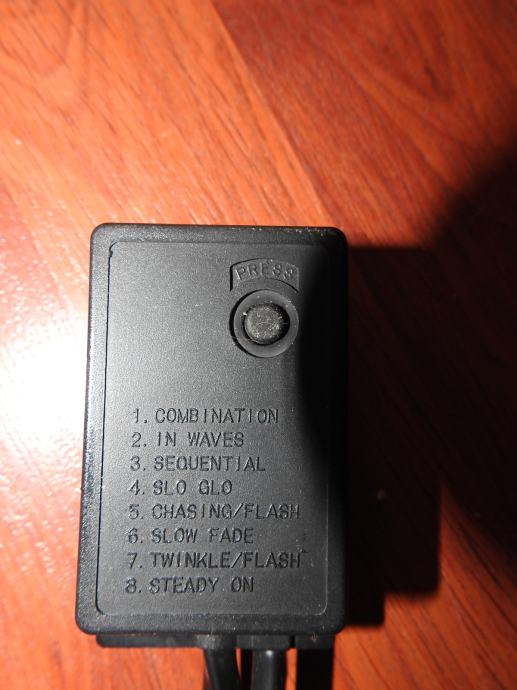 PRESS
1. COMBINATION
2. IN WAVES
3. SEQUENTIAL
4. SLO GLO
5. CHASING/FLASH
6. SLOW FADE
7. TWINKLE/FLASH
8. STEADY ON